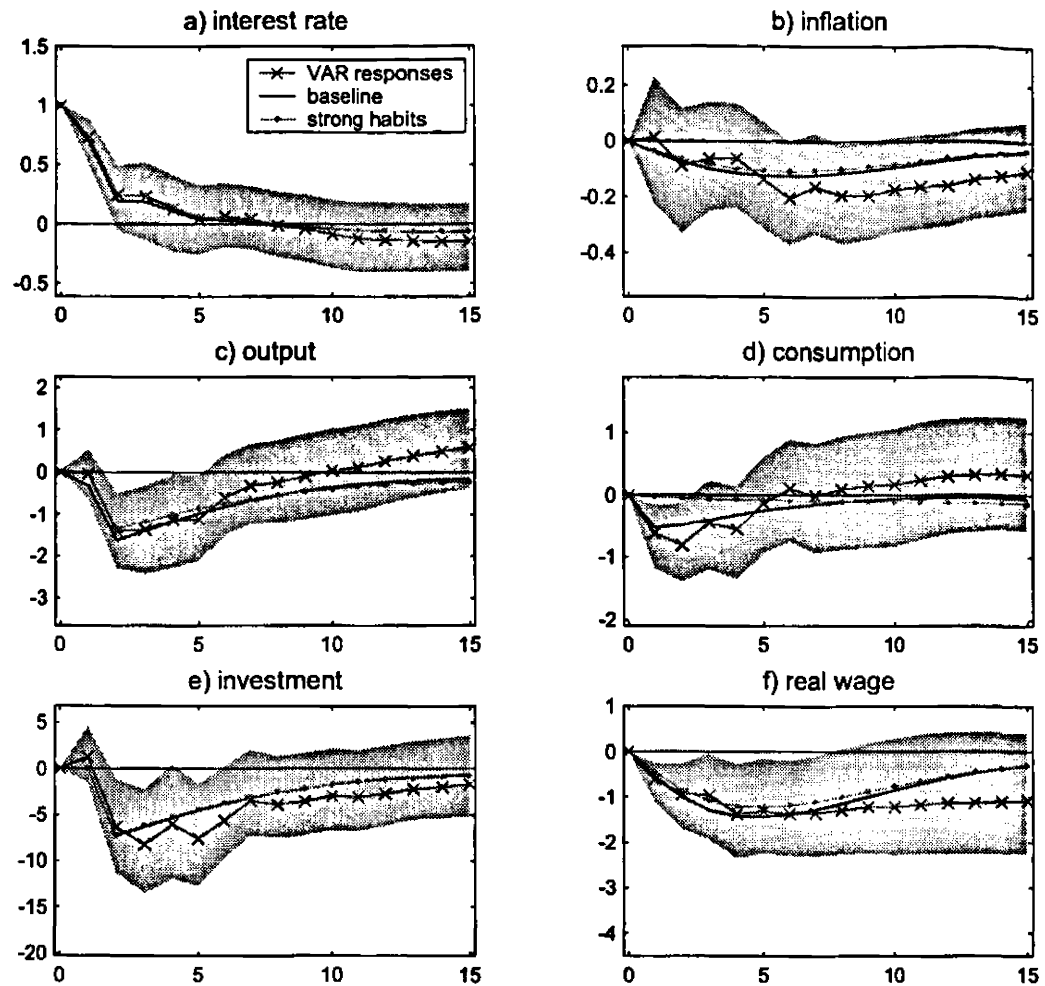 a) interest rate
1.5
1
0.5
0
-0.5
0 5 10 15
VAR responses
baseline
strong habits
b) inflation
0.2
0
-0.2
-0.4
0 5 10 15
c) output
2
1
0
-1
-2
-3
0 5 10 15
d) consumption
1
0
-1
-2
0 5 10 15
e) investment
5
0
-5
-10
-15
-20
0 5 10 15
f) real wage
1
0
-1
-2
-3
-4
0 5 10 15